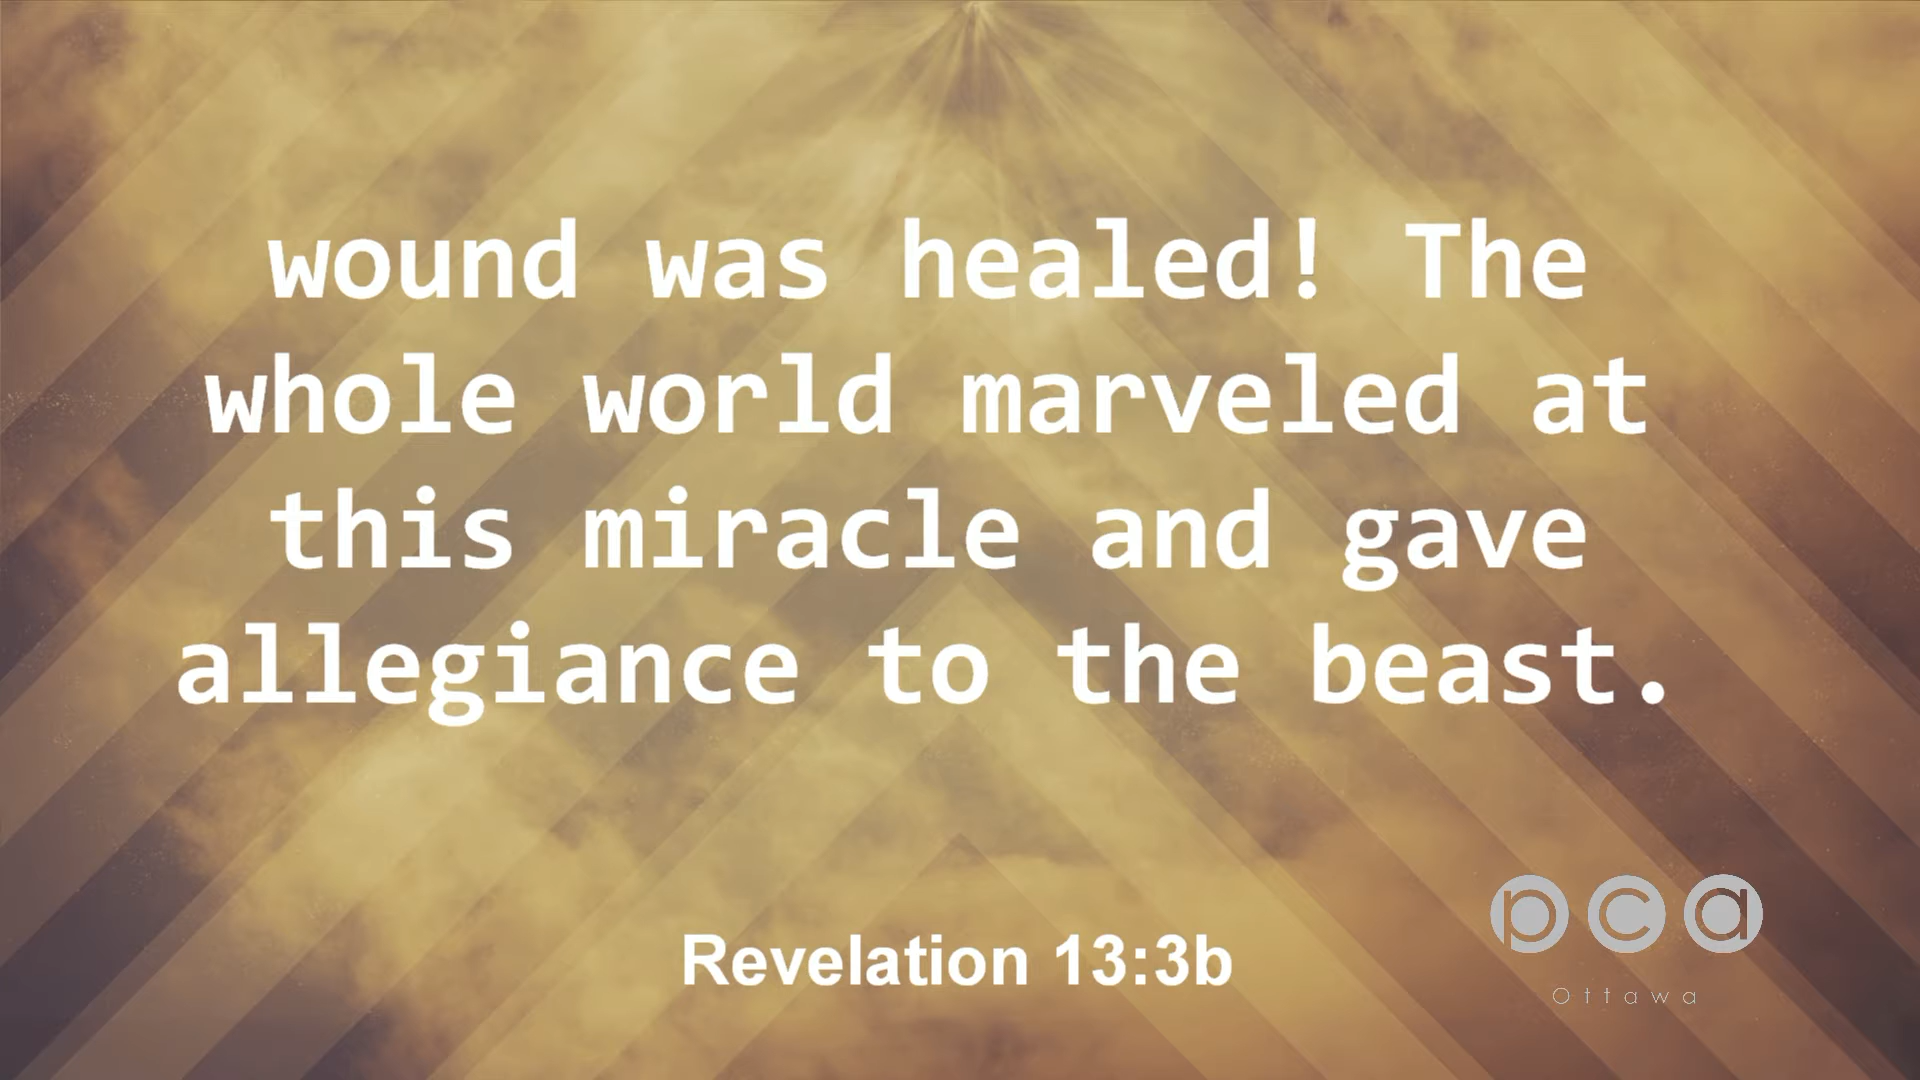 wound was healed! The
whole world marveled at
this miracle and gave
allegiance to the beast.
Revelation 13:3b
pca
Ottawa